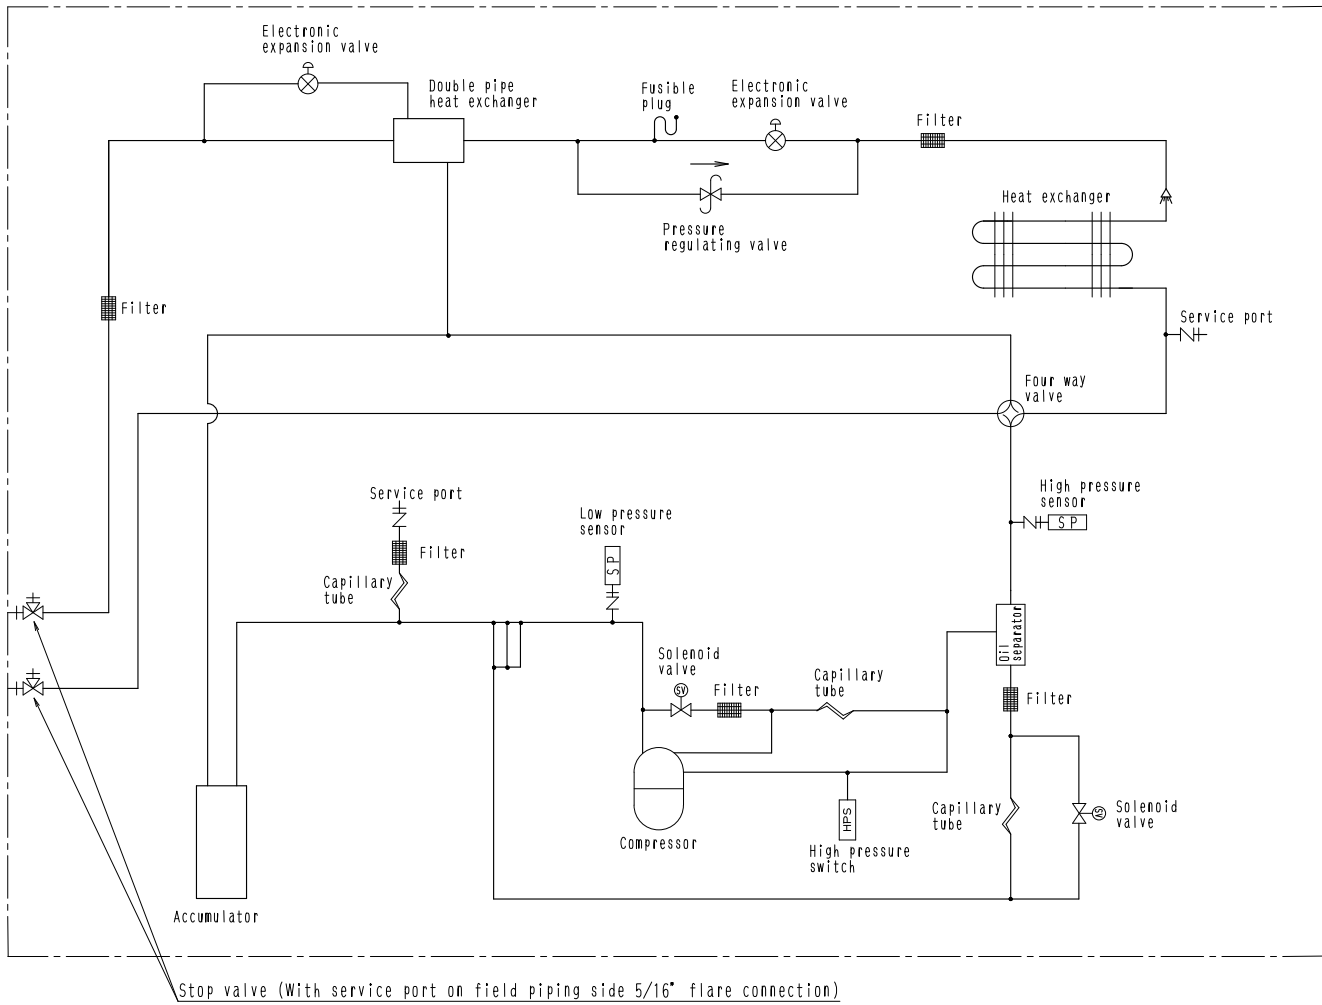 Electronic
expansion valve
Double pipe
heat exchanger
Fusible
plug
Electronic
expansion valve
Filter
Heat exchanger
Pressure
regulating valve
Filter
Service port
Four way
valve
Service port
High pressure
sensor
SP
Low pressure
sensor
SP
Filter
Capillary
tube
Oil
separator
Solenoid
valve
SV
Filter
Capillary
tube
Filter
Compressor
HPS
High pressure
switch
Capillary
tube
SV
Solenoid
valve
Accumulator
Stop valve (With service port on field piping side 5/16" flare connection)